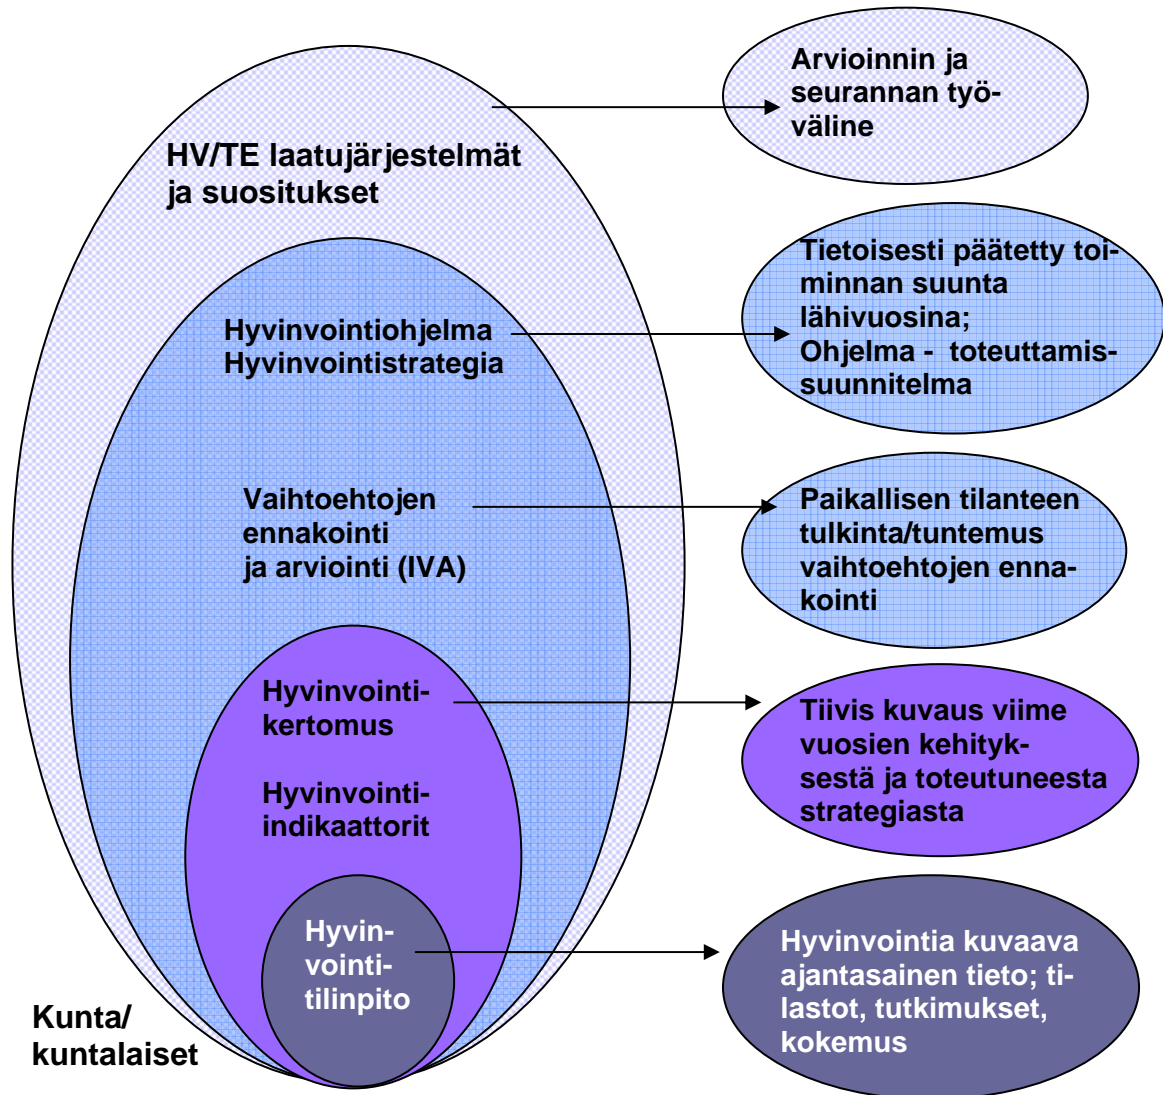 HV/TE laatujärjestelmät
ja suositukset
Arvioinnin ja
seurannan työ-
väline
Hyvinvointiohjelma
Hyvinvointistrategia
Tietoisesti päätetty toi-
minnan suunta
lähivuosina;
Ohjelma - toteuttamis-
suunnitelma
Vaihtoehtojen
ennakointi
ja arviointi (IVA)
Paikallisen tilanteen
tulkinta/tuntemus
vaihtoehtojen enna-
kointi
Hyvinvointi-
kertomus
Hyvinvointi-
indikaattorit
Tiivis kuvaus viime
vuosien kehityk-
sestä ja toteutuneesta
strategiasta
Hyvin-
vointi-
tilinpito
Hyvinvointia kuvaava
ajantasainen tieto; ti-
lastot, tutkimukset,
kokemus
Kunta/
kuntalaiset